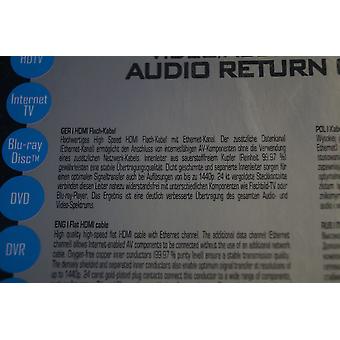 HDTV
AUDIO RETURN
Internet
TV
Blu-ray
Disc™
DVD
DVR
GER I HDMI Flach-Kabel
Hochwertiges High Speed HDMI Flach-Kabel mit Ethernet-Kanal. Der zusätzliche Datenkanal
(Ethernet-Kanal) ermöglicht den Anschluss von internetfähigen AV-Komponenten ohne die Verwendung
eines zusätzlichen Netzwerk-Kabels. Innenleiter aus sauerstoffreiem Kupfer (Reinheit 99.97 %)
gewährleisten eine stabile Übertragungsqualität. Dicht geschirmte und separierte Innenleiter sorgen für
optimalen Signaltransfer auch bei Auflösungen von bis zu 1440p. 24 kt vergoldete Steckkontakte
verbinden diesen Leiter nahezu widerstandsfrei mit unterschiedlichen Komponenten wie Flachbild-TV oder
Blu-ray-Player. Das Ergebnis ist eine deutlich verbesserte Übertragung des gesamten Audio- und
Video-Spektrums.
ENG I Flat HDMI cable
High quality high-speed flat HDMI cable with Ethernet channel. The additional data channel (Ethernet
channel) allows Internet-enabled AV components to be connected without the use of an additional network
cable. Oxygen-free copper inner conductors (99.97 % purity level) ensure a stable transmission quality.
The densely shielded and separated inner conductors also enable optimum signal transfer at resolutions of
up to 1440p. 24 carat gold-plated plug contacts connect this conductor to a wide range of components,
POL I